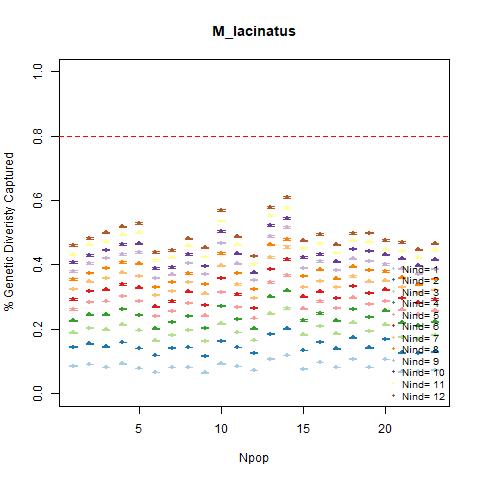 M_lacinatus
% Genetic Diveristy Captured
1.0
0.8
0.6
0.4
0.2
0.0
Nind= 1
Nind= 2
Nind= 3
Nind= 4
Nind= 5
Nind= 6
Nind= 7
Nind= 8
Nind= 9
Nind= 10
Nind= 11
Nind= 12
5
10
15
20
Npop